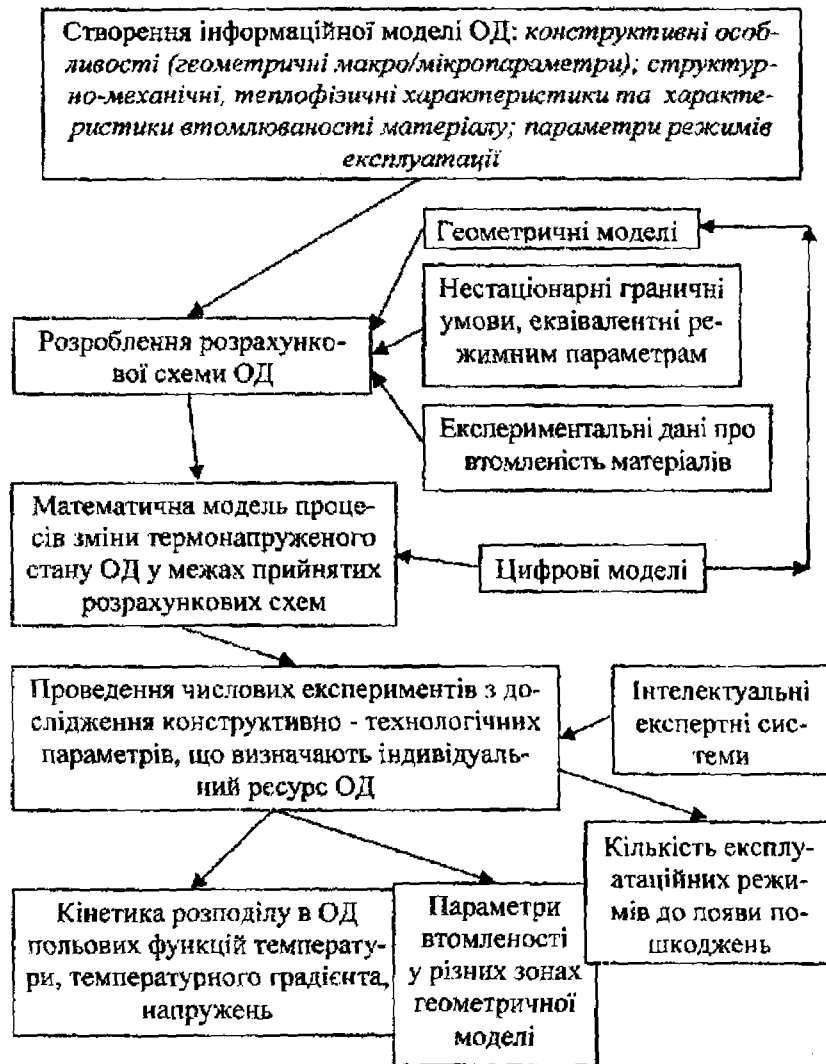 Створення інформаційної моделі ОД: конструктивні особ-
ливості (геометричні макро/мікропараметри); структур-
но-механічні, теплофізичні характеристики та характе-
ристики втомлюваності матеріалу; параметри режимів
експлуатації
Геометричні моделі
Нестаціонарні граничні
умови, еквівалентні ре-
жимним параметрам
Розроблення розрахунко-
вої схеми ОД
Експериментальні дані про
втомленість матеріалів
Математична модель проце-
сів зміни термонапруженого
стану ОД у межах прийнятих
розрахункових схем
Цифрові моделі
Проведення числових експериментів з до-
слідження конструктивно - технологічних
параметрів, що визначають індивідуаль-
ний ресурс ОД
Інтелектуальні
експертні сис-
теми
Кількість експлу-
атаційних режи-
мів до появи по-
шкоджень
Кінетика розподілу в ОД
польових функцій температу-
ри, температурного градієнта,
напружень
Параметри
втомленості
у різних зонах
геометричної
моделі